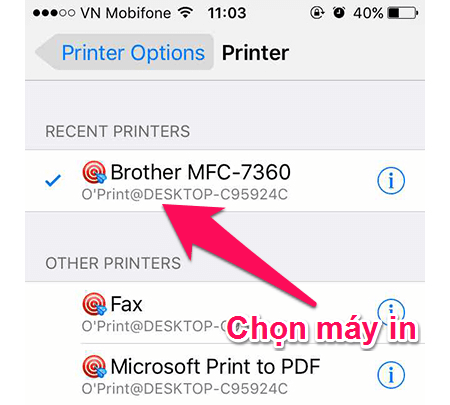 VN Mobifone 11:03 40%
Printer Options Printer
RECENT PRINTERS
Brother MFC-7360
O'Print@DESKTOP-C95924C
OTHER PRINTERS
Fax
O'Print@DESKTOP-C95924C
Chọn máy in
Microsoft Print to PDF
O'Print@DESKTOP-C95924C